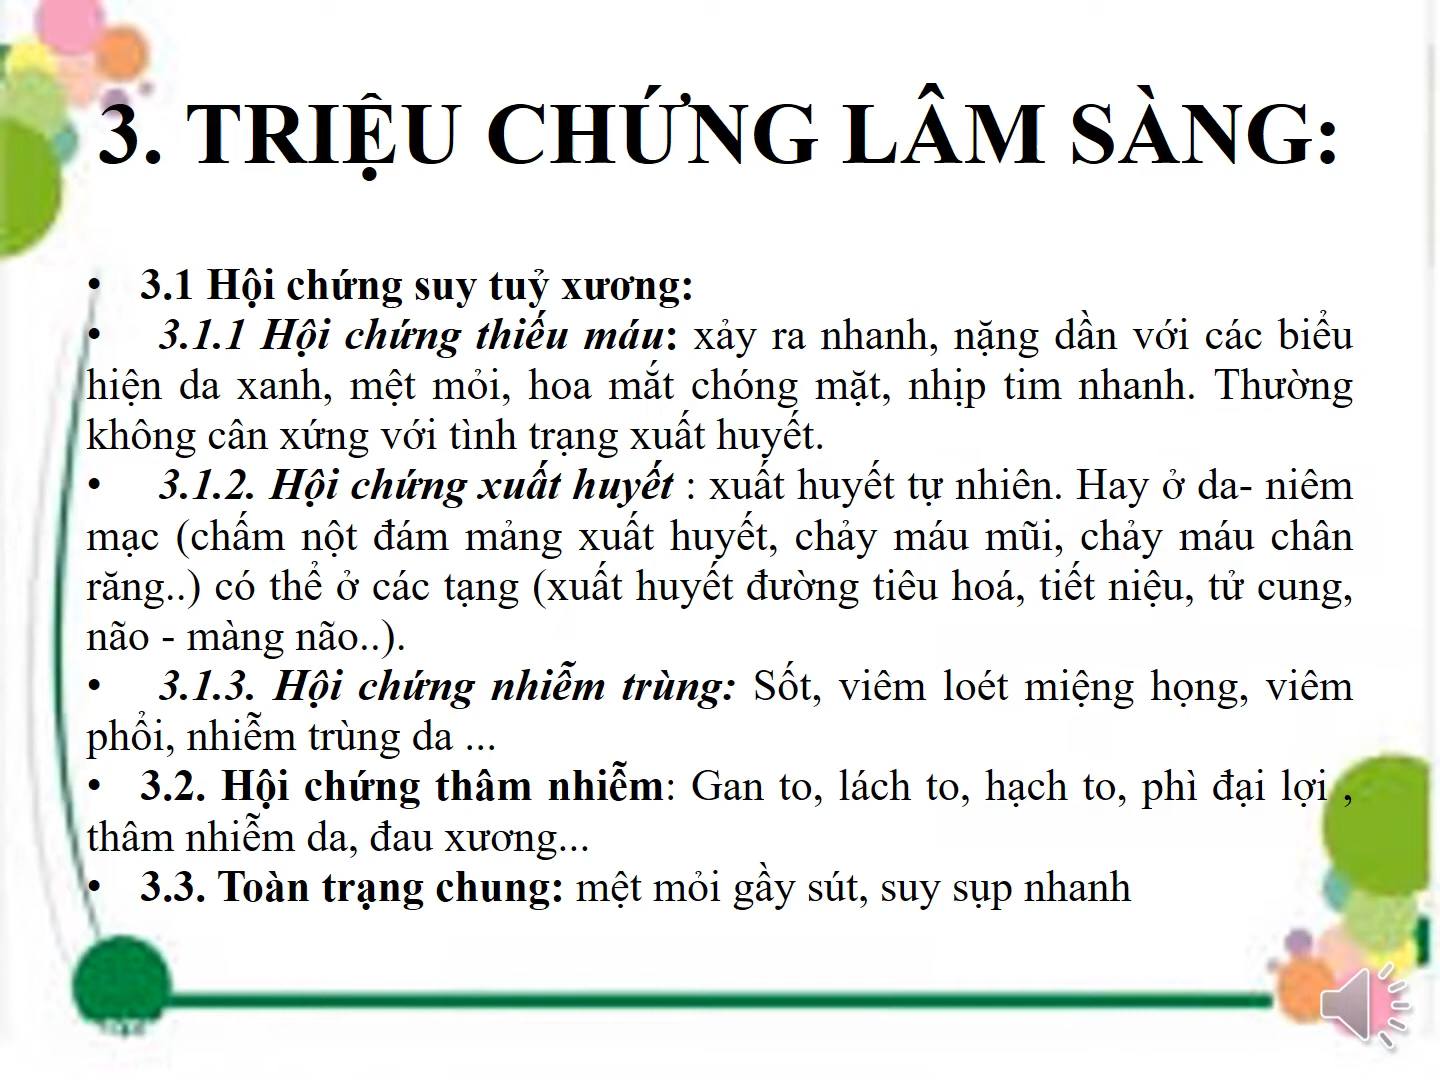 3. TRIỆU CHỨNG LÂM SÀNG:
• 3.1 Hội chứng suy tuỷ xương:
• 3.1.1 Hội chứng thiếu máu: xảy ra nhanh, nặng dần với các biểu
hiện da xanh, mệt mỏi, hoa mắt chóng mặt, nhịp tim nhanh. Thường
không cân xứng với tình trạng xuất huyết.
• 3.1.2. Hội chứng xuất huyết : xuất huyết tự nhiên. Hay ở da- niêm
mạc (chấm nột đám mảng xuất huyết, chảy máu mũi, chảy máu chân
răng..) có thể ở các tạng (xuất huyết đường tiêu hoá, tiết niệu, tử cung,
não - màng não..).
• 3.1.3. Hội chứng nhiễm trùng: Sốt, viêm loét miệng họng, viêm
phổi, nhiễm trùng da ...
• 3.2. Hội chứng thâm nhiễm: Gan to, lách to, hạch to, phì đại lợi ,
thâm nhiễm da, đau xương...
• 3.3. Toàn trạng chung: mệt mỏi gầy sút, suy sụp nhanh